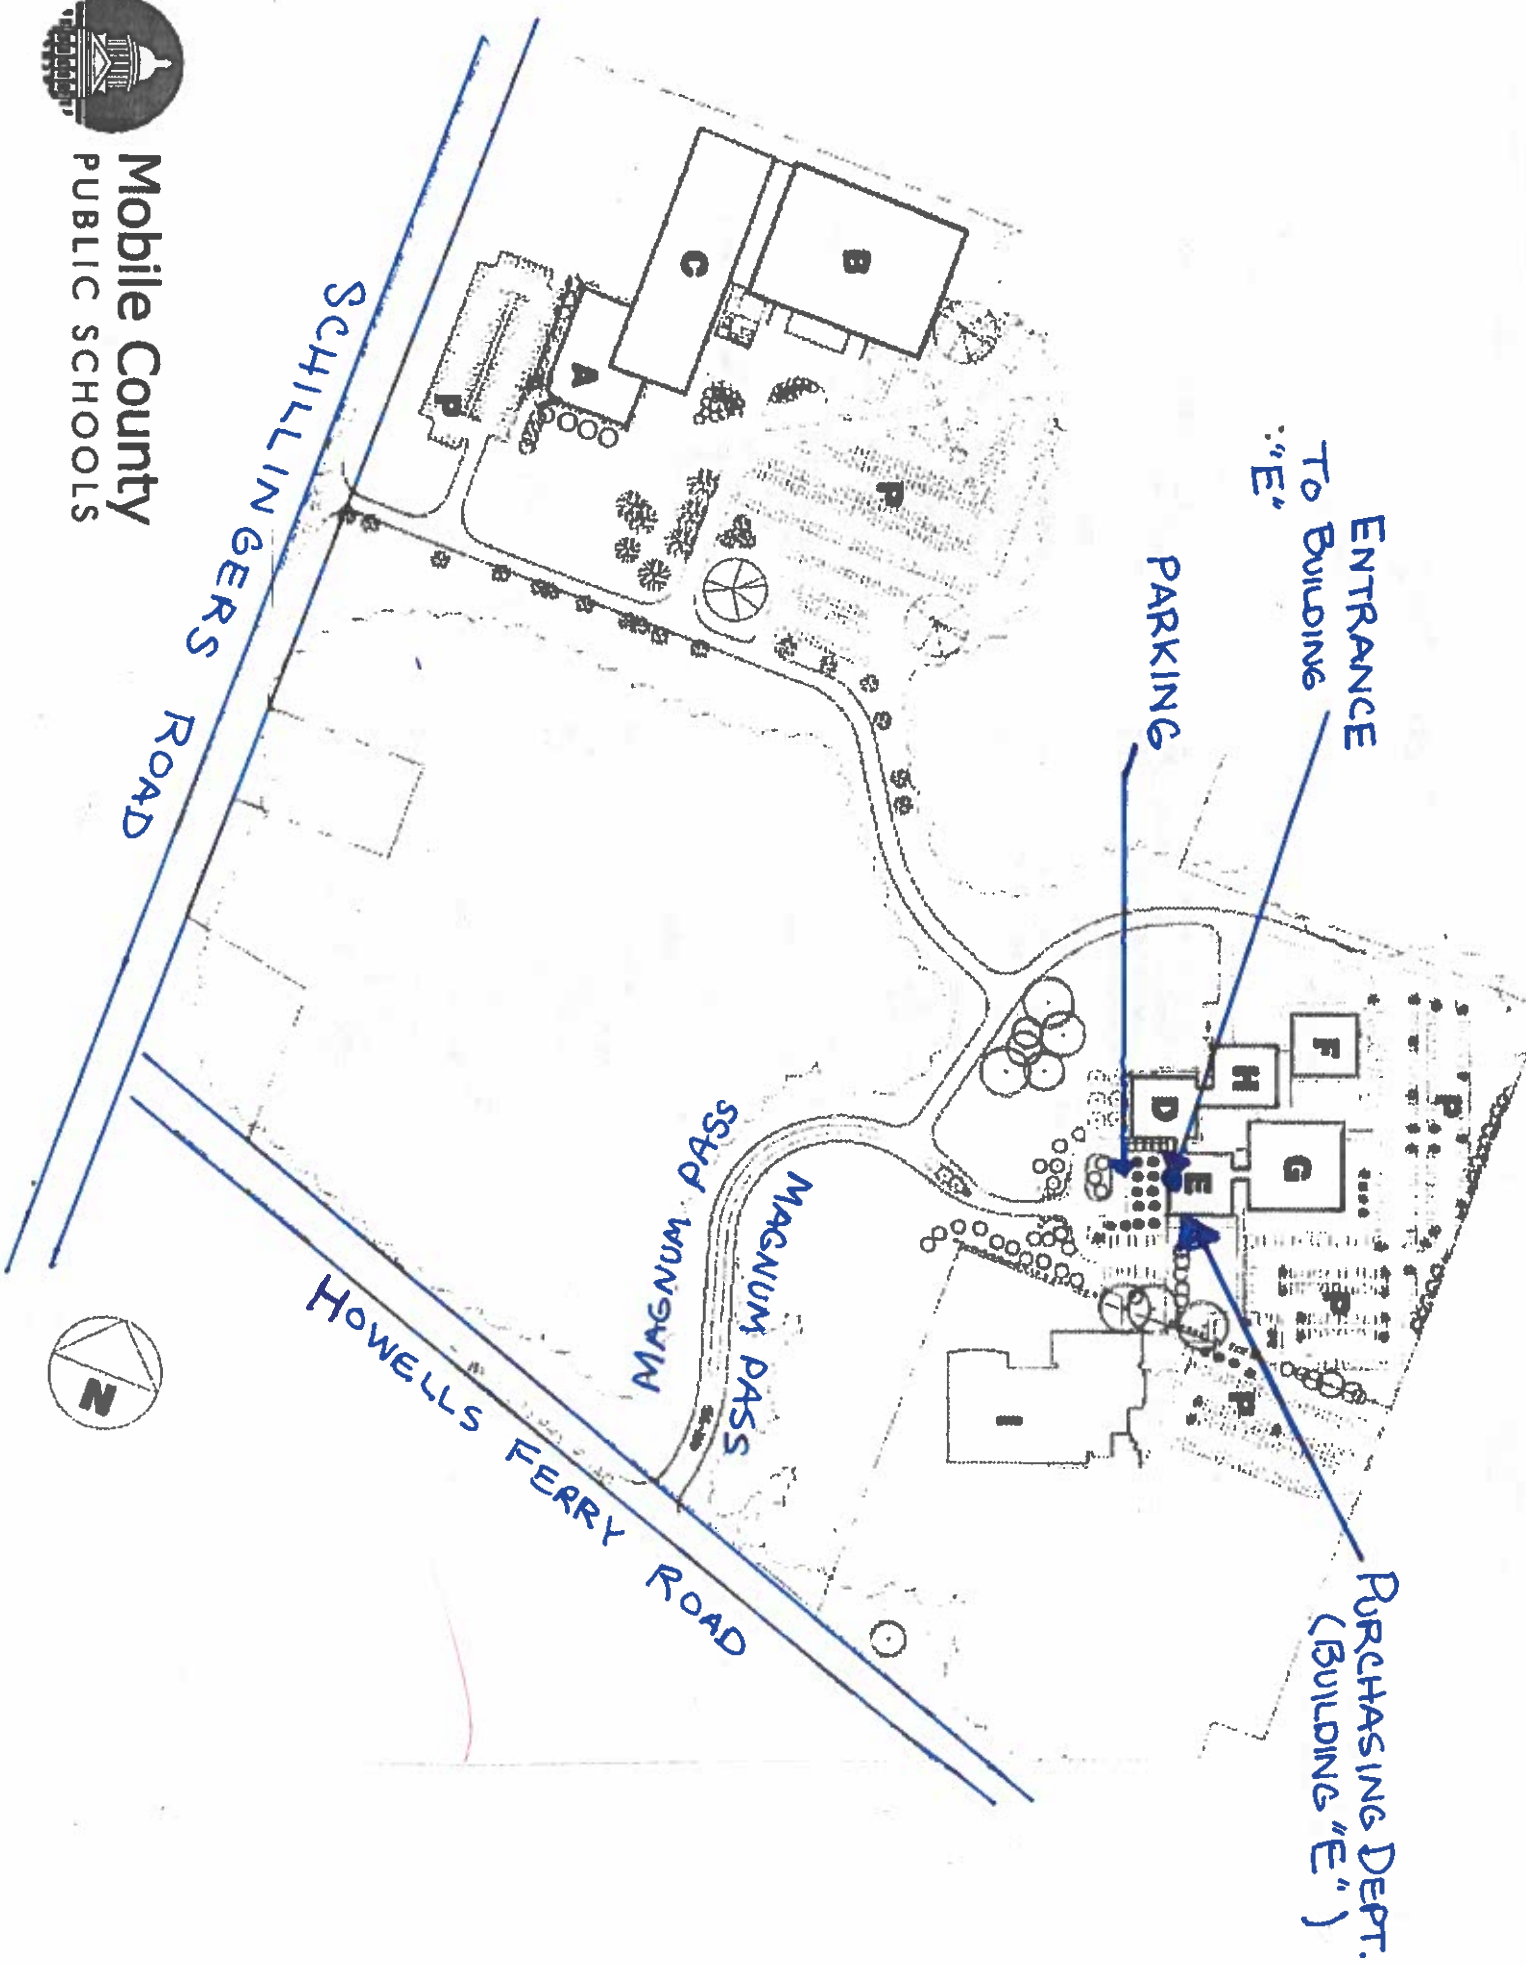 ENTRANCE
TO BUILDING
"E"
PARKING
PURCHASING DEPT.
(BUILDING "E")
F
H
D
G
E
P
P
P
I
B
C
A
P
P
MAGNUM PASS
MAGNUM PASS
SCHILLINGERS ROAD
HOWELLS FERRY ROAD
N
Mobile County
PUBLIC SCHOOLS